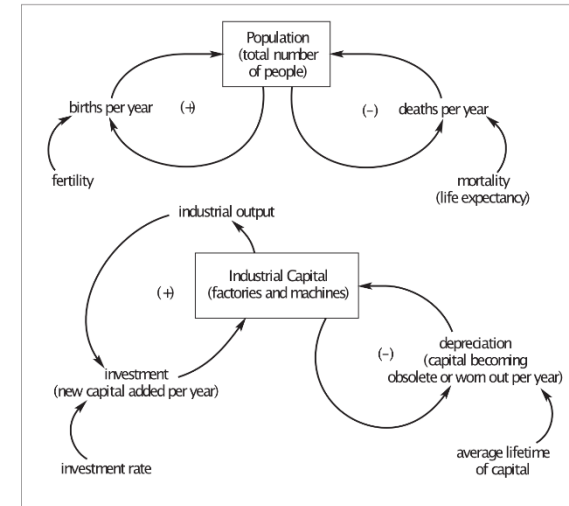 Population
(total number
of people)
births per year
(+)
(−)
deaths per year
fertility
mortality
(life expectancy)
industrial output
Industrial Capital
(factories and machines)
(+)
(−)
depreciation
(capital becoming
obsolete or worn out per year)
investment
(new capital added per year)
investment rate
average lifetime
of capital